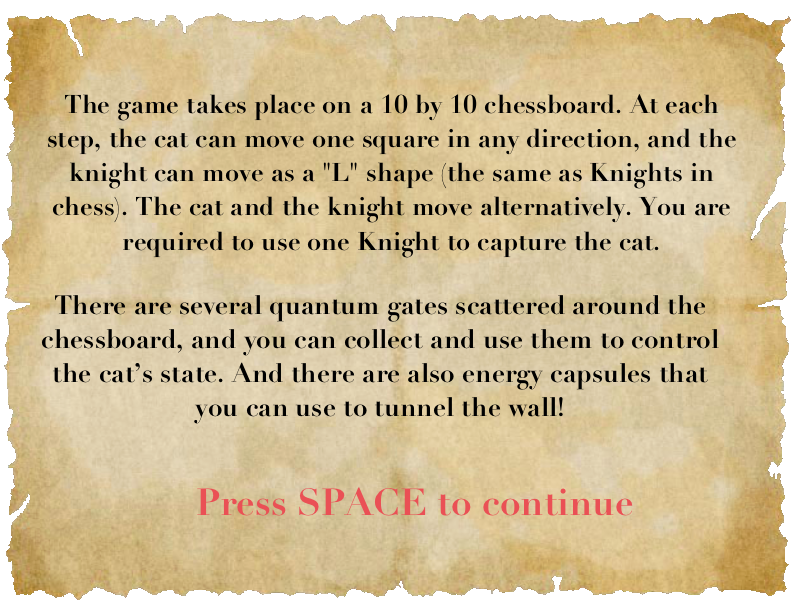 The game takes place on a 10 by 10 chessboard. At each
step, the cat can move one square in any direction, and the
knight can move as a "L" shape (the same as Knights in
chess). The cat and the knight move alternatively. You are
required to use one Knight to capture the cat.
There are several quantum gates scattered around the
chessboard, and you can collect and use them to control
the cat’s state. And there are also energy capsules that
you can use to tunnel the wall!
Press SPACE to continue